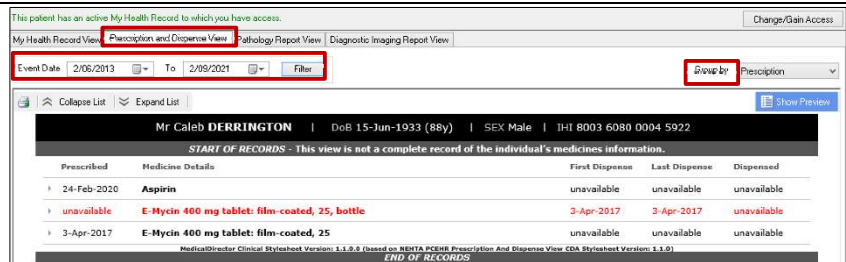 This patient has an active My Health Record to which you have access. Change/Gain Access
My Health Record View Prescription and Dispense View Pathology Report View Diagnostic Imaging Report View
Event Date 2/06/2013 To 2/09/2021 Filter Group by Prescription
Collapse List Expand List Show Preview
Mr Caleb DERRINGTON | DoB 15-Jun-1933 (88y) | SEX Male | IHI 8003 6080 0004 5922
START OF RECORDS - This view is not a complete record of the individual's medicines information.
Prescribed Medicine Details First Dispense Last Dispense Dispensed
24-Feb-2020 Aspirin unavailable unavailable unavailable
unavailable E-Mycin 400 mg tablet: film-coated, 25, bottle 3-Apr-2017 3-Apr-2017 unavailable
3-Apr-2017 E-Mycin 400 mg tablet: film-coated, 25 unavailable unavailable unavailable
MedicalDirector Clinical Stylesheet Version: 1.1.0.0 (based on NEHTA PCEHR Prescription And Dispense View CDA Stylesheet Version: 1.1.0)
END OF RECORDS